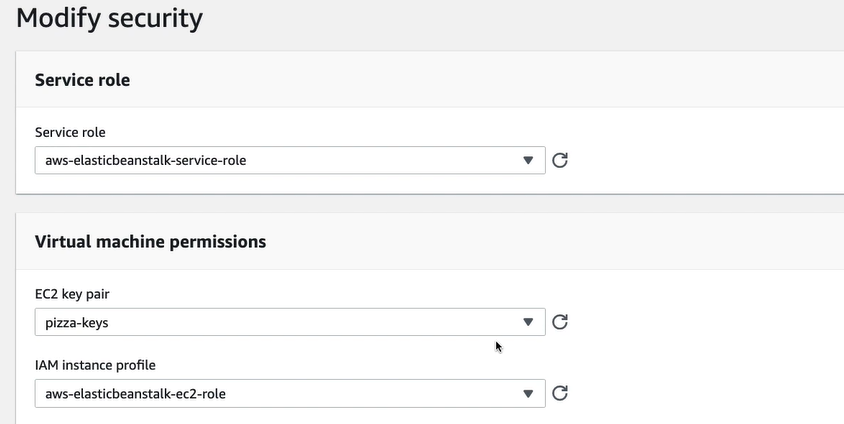 Modify security
Service role
Service role
aws-elasticbeanstalk-service-role
Virtual machine permissions
EC2 key pair
pizza-keys
IAM instance profile
aws-elasticbeanstalk-ec2-role